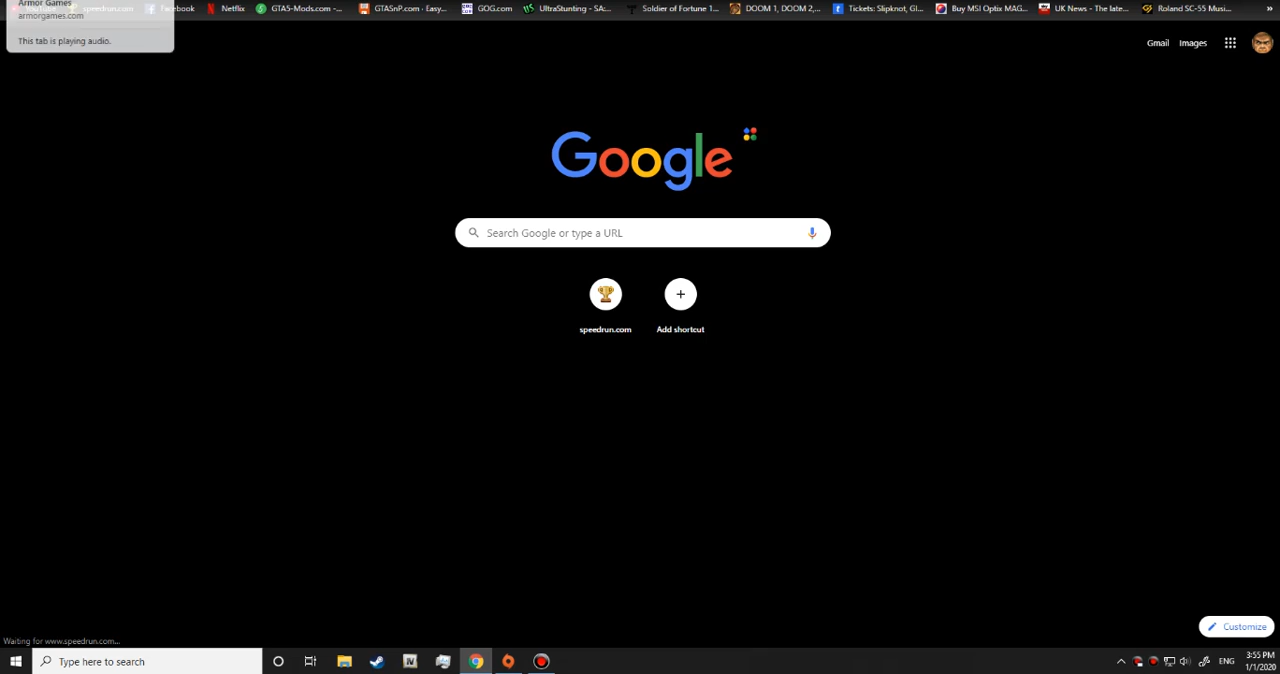 Armor Games
armorgames.com
This tab is playing audio.
speedrun.com
Facebook
Netflix
GTA5-Mods.com -...
GTASnP.com - Easy...
GOG.com
UltraStunting - SA:...
Soldier of Fortune 1...
DOOM 1, DOOM 2,...
Tickets: Slipknot, Gl...
Buy MSI Optix MAG...
UK News - The late...
Roland SC-55 Musi...
»
Gmail Images
Google
Search Google or type a URL
speedrun.com
Add shortcut
Customize
Waiting for www.speedrun.com...
Type here to search
IV
ENG
3:55 PM
1/1/2020